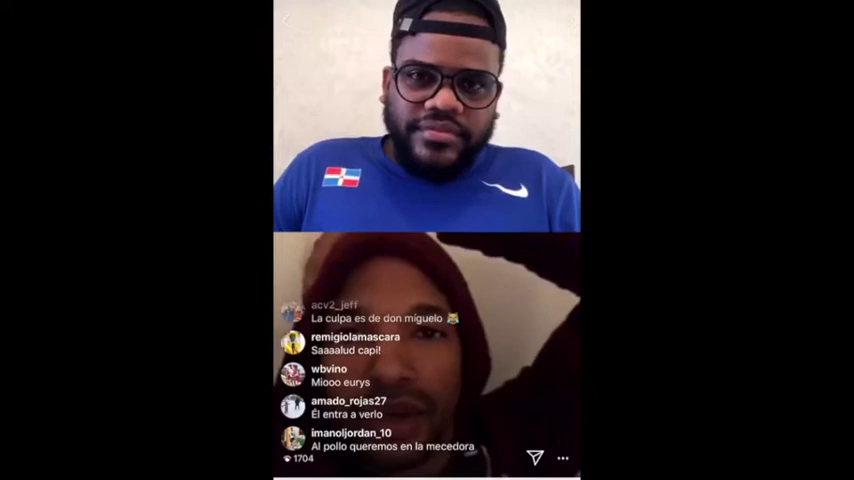 acv2_jeff
La culpa es de don míguelo 😹
remigiolamascara
Saaaalud capi!
wbvino
Miooo eurys
amado_rojas27
Él entra a verlo
imanoljordan_10
Al pollo queremos en la mecedora
1704